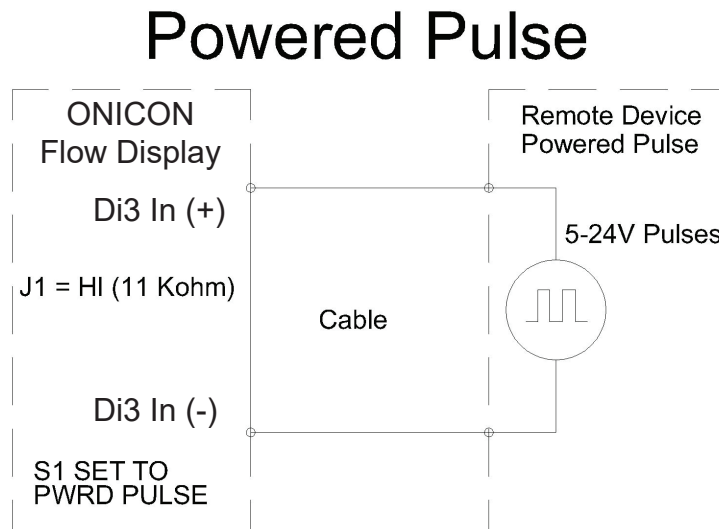 Powered Pulse
ONICON
Flow Display
Remote Device
Powered Pulse
Di3 In (+)
5-24V Pulses
J1 = HI (11 Kohm)
Cable
Di3 In (-)
S1 SET TO
PWRD PULSE